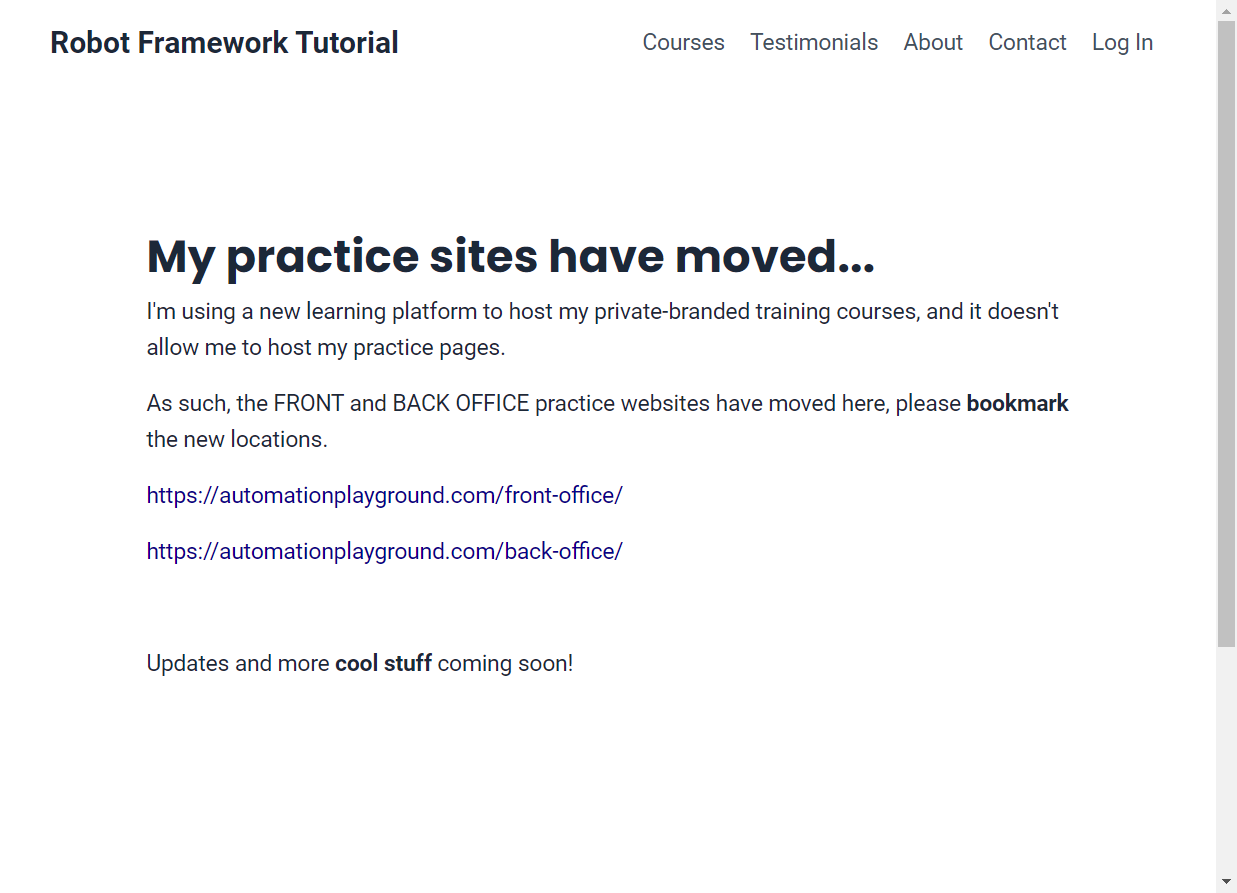 Robot Framework Tutorial
Courses Testimonials About Contact Log In
My practice sites have moved...
I'm using a new learning platform to host my private-branded training courses, and it doesn't
allow me to host my practice pages.
As such, the FRONT and BACK OFFICE practice websites have moved here, please bookmark
the new locations.
https://automationplayground.com/front-office/
https://automationplayground.com/back-office/
Updates and more cool stuff coming soon!